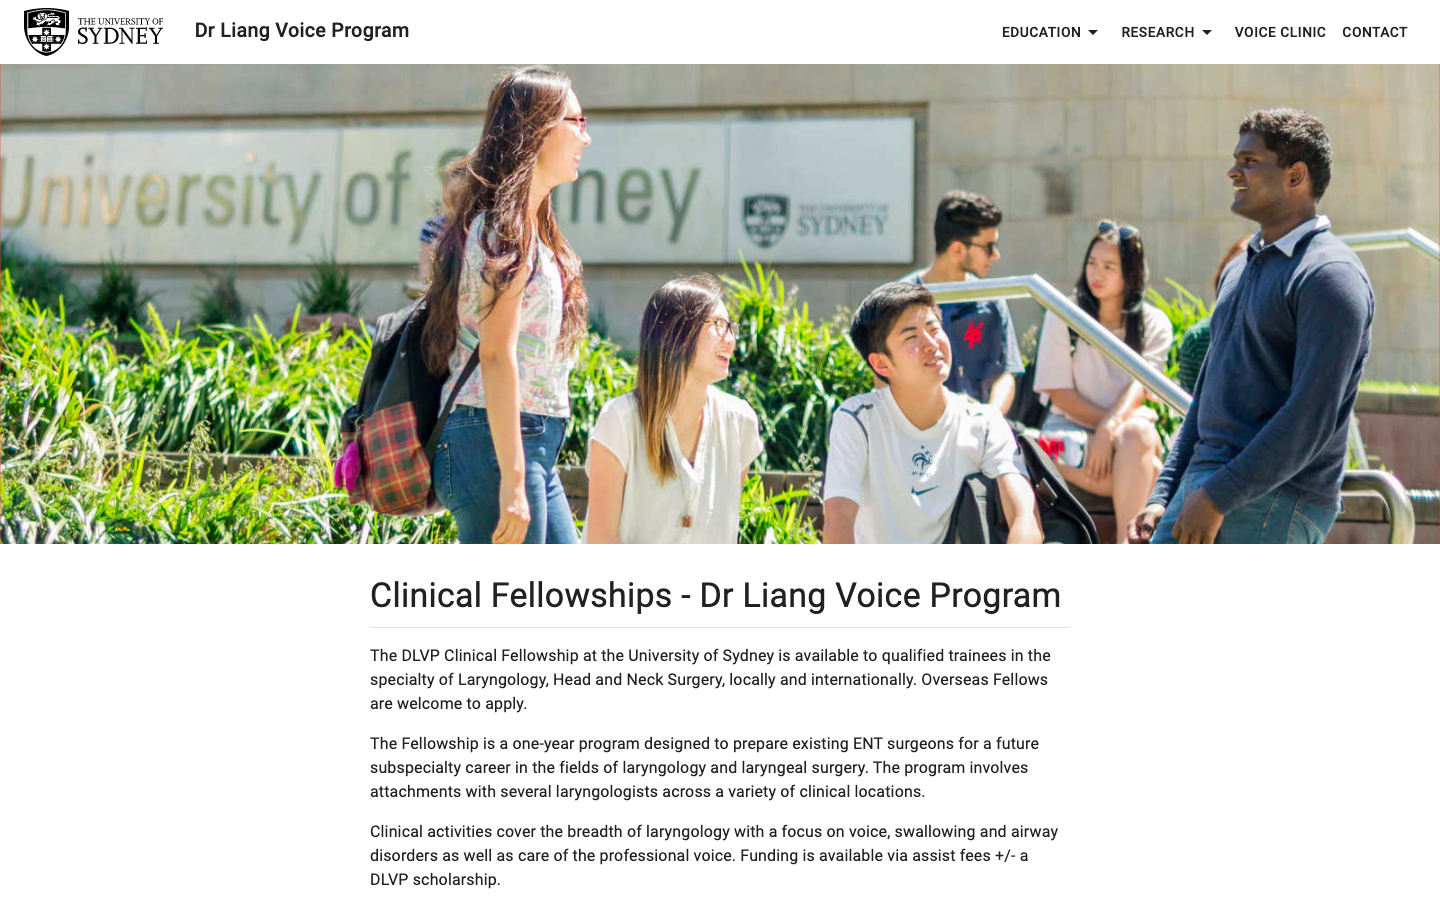 THE UNIVERSITY OF
SYDNEY
Dr Liang Voice Program
EDUCATION
RESEARCH
VOICE CLINIC
CONTACT
University of Sydney
THE UNIVERSITY OF
SYDNEY
Clinical Fellowships - Dr Liang Voice Program
The DLVP Clinical Fellowship at the University of Sydney is available to qualified trainees in the
specialty of Laryngology, Head and Neck Surgery, locally and internationally. Overseas Fellows
are welcome to apply.
The Fellowship is a one-year program designed to prepare existing ENT surgeons for a future
subspecialty career in the fields of laryngology and laryngeal surgery. The program involves
attachments with several laryngologists across a variety of clinical locations.
Clinical activities cover the breadth of laryngology with a focus on voice, swallowing and airway
disorders as well as care of the professional voice. Funding is available via assist fees +/- a
DLVP scholarship.